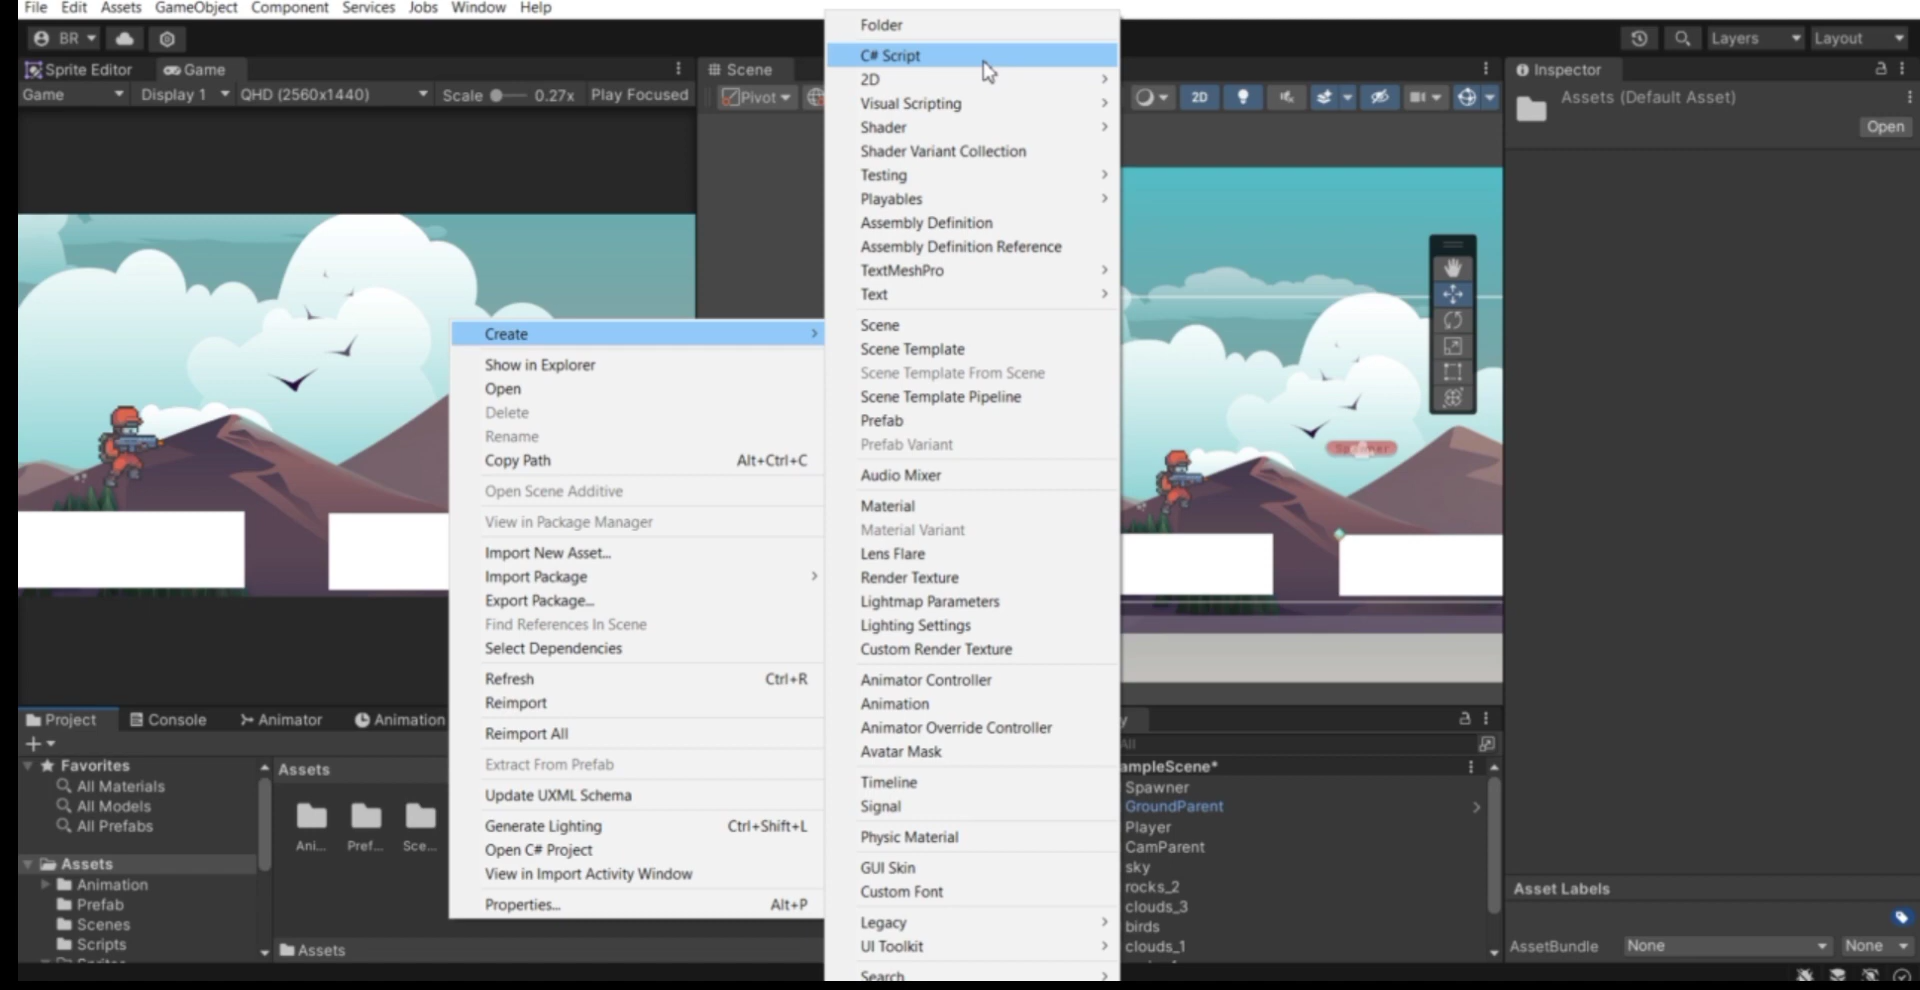 File Edit Assets GameObject Component Services Jobs Window Help
BR
Layers
Layout
Sprite Editor
Game
Game
Display 1
QHD (2560x1440)
Scale
0.27x
Play Focused
Scene
Pivot
2D
Inspector
Assets (Default Asset)
Open
Create
Show in Explorer
Open
Delete
Rename
Copy Path Alt+Ctrl+C
Open Scene Additive
View in Package Manager
Import New Asset...
Import Package
Export Package...
Find References In Scene
Select Dependencies
Refresh Ctrl+R
Reimport
Reimport All
Extract From Prefab
Update UXML Schema
Generate Lighting Ctrl+Shift+L
Open C# Project
View in Import Activity Window
Properties... Alt+P
Folder
C# Script
2D
Visual Scripting
Shader
Shader Variant Collection
Testing
Playables
Assembly Definition
Assembly Definition Reference
TextMeshPro
Text
Scene
Scene Template
Scene Template From Scene
Scene Template Pipeline
Prefab
Prefab Variant
Audio Mixer
Material
Material Variant
Lens Flare
Render Texture
Lightmap Parameters
Lighting Settings
Custom Render Texture
Animator Controller
Animation
Animator Override Controller
Avatar Mask
Timeline
Signal
Physic Material
GUI Skin
Custom Font
Legacy
UI Toolkit
Search
Project
Console
Animator
Animation
Favorites
All Materials
All Models
All Prefabs
Assets
Animation
Prefab
Scenes
Scripts
Assets
Ani...
Pref...
Sce...
Assets
y
All
ampleScene*
Spawner
GroundParent
Player
CamParent
sky
rocks_2
clouds_3
birds
clouds_1
Asset Labels
AssetBundle
None
None